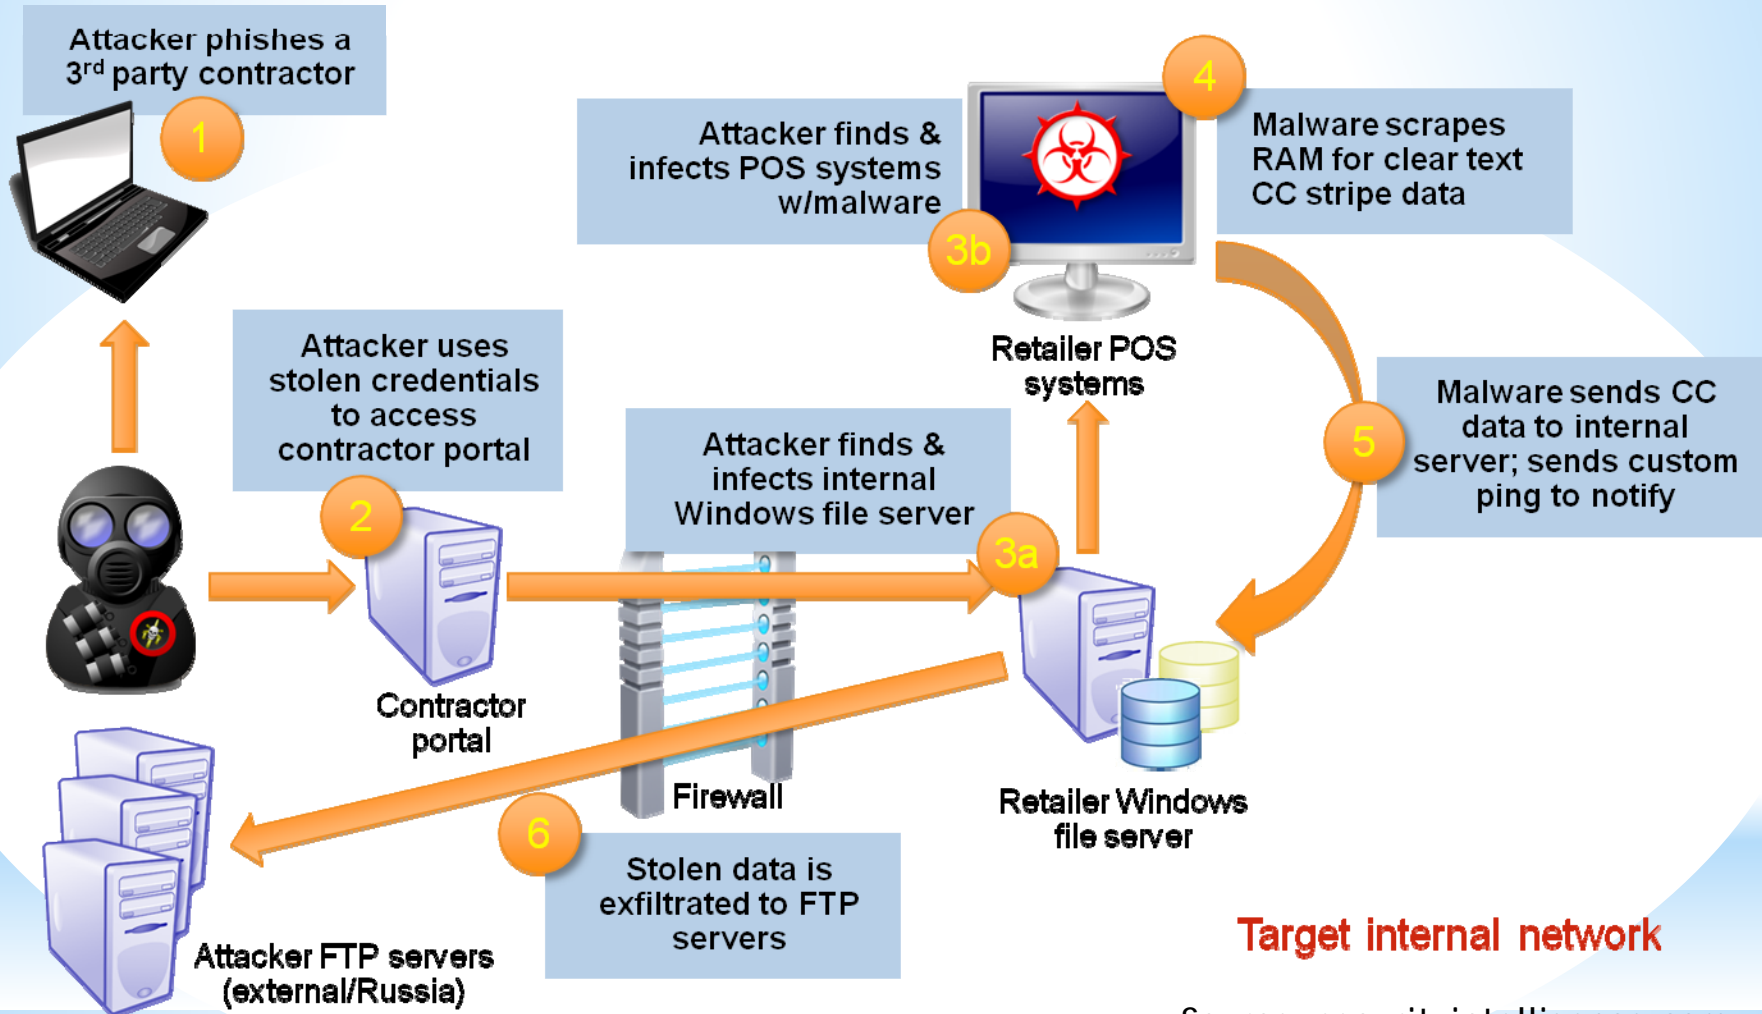 Attacker phishes a
3rd party contractor
1
4
Attacker finds &
infects POS systems
w/malware
3b
Malware scrapes
RAM for clear text
CC stripe data
Retailer POS
systems
Attacker uses
stolen credentials
to access
contractor portal
2
Attacker finds &
infects internal
Windows file server
3a
5
Malware sends CC
data to internal
server; sends custom
ping to notify
Contractor
portal
Firewall
Retailer Windows
file server
6
Stolen data is
exfiltrated to FTP
servers
Attacker FTP servers
(external/Russia)
Target internal network